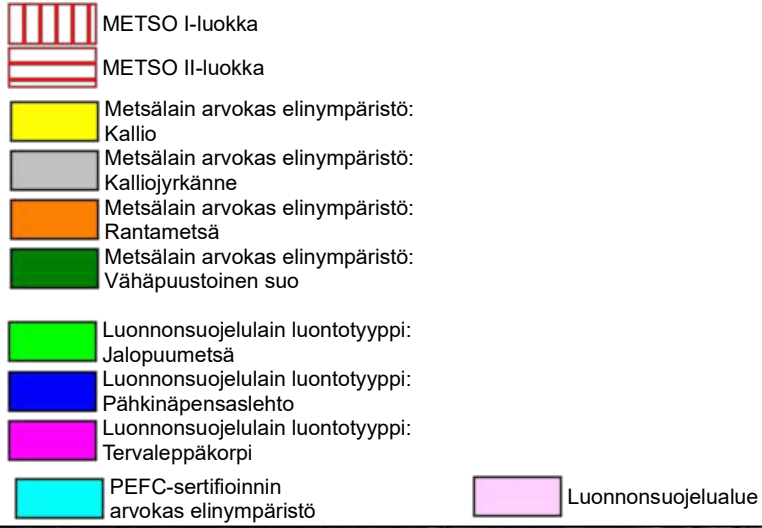 METSO I-luokka
METSO II-luokka
Metsälain arvokas elinympäristö:
Kallio
Metsälain arvokas elinympäristö:
Kalliojyrkänne
Metsälain arvokas elinympäristö:
Rantametsä
Metsälain arvokas elinympäristö:
Vähäpuustoinen suo
Luonnonsuojelulain luontotyyppi:
Jalopuumetsä
Luonnonsuojelulain luontotyyppi:
Pähkinäpensaslehto
Luonnonsuojelulain luontotyyppi:
Tervaleppäkorpi
PEFC-sertifioinnin
arvokas elinympäristö
Luonnonsuojelualue